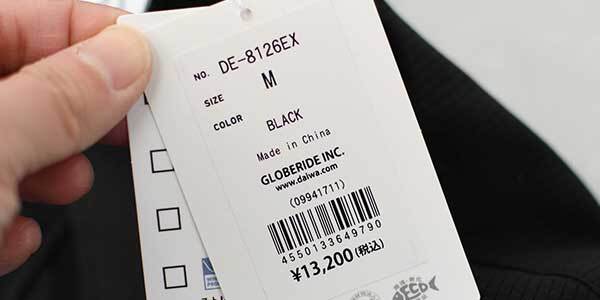 NO. DE-8126EX
SIZE M
COLOR BLACK
Made in China
GLOBERIDE INC.
www.daiwa.com
(09941711)
4550133649790
¥13,200(税込)